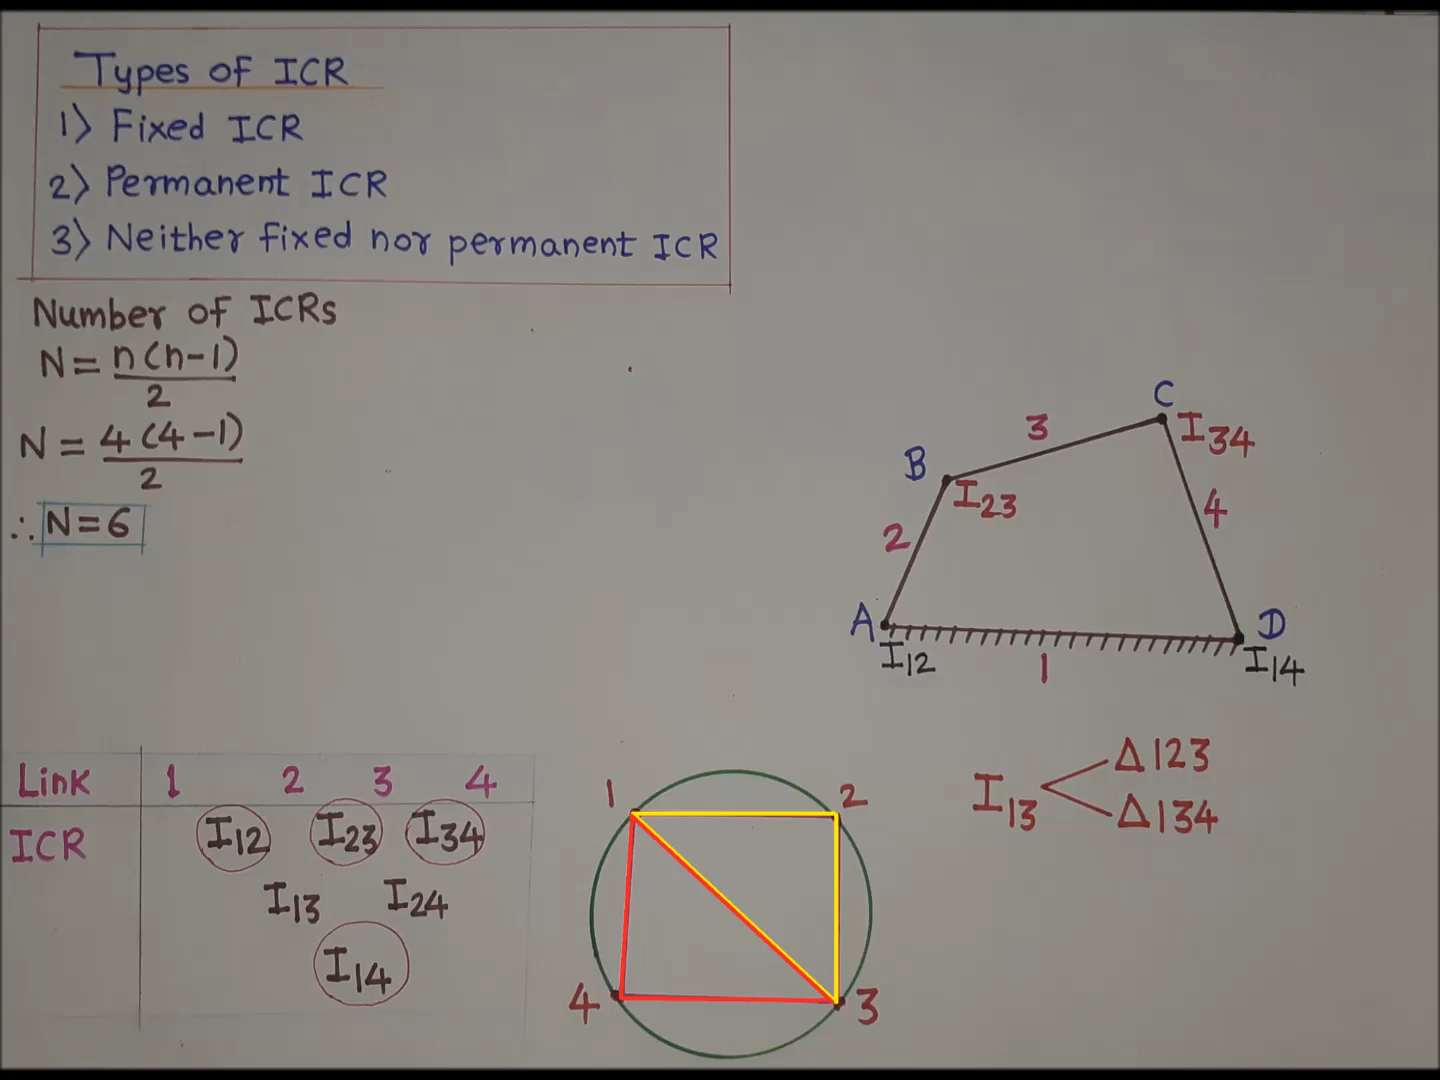 Types of ICR
1) Fixed ICR
2) Permanent ICR
3) Neither fixed nor permanent ICR
Number of ICRs
N = n(n-1)
2
N = 4(4-1)
2
∴ N=6
C
I34
3
B
I23
4
2
A
D
I12
1
I14
Link 1 2 3 4
ICR I12 I23 I34
I13 I24
I14
1
2
4
3
I13
Δ123
Δ134